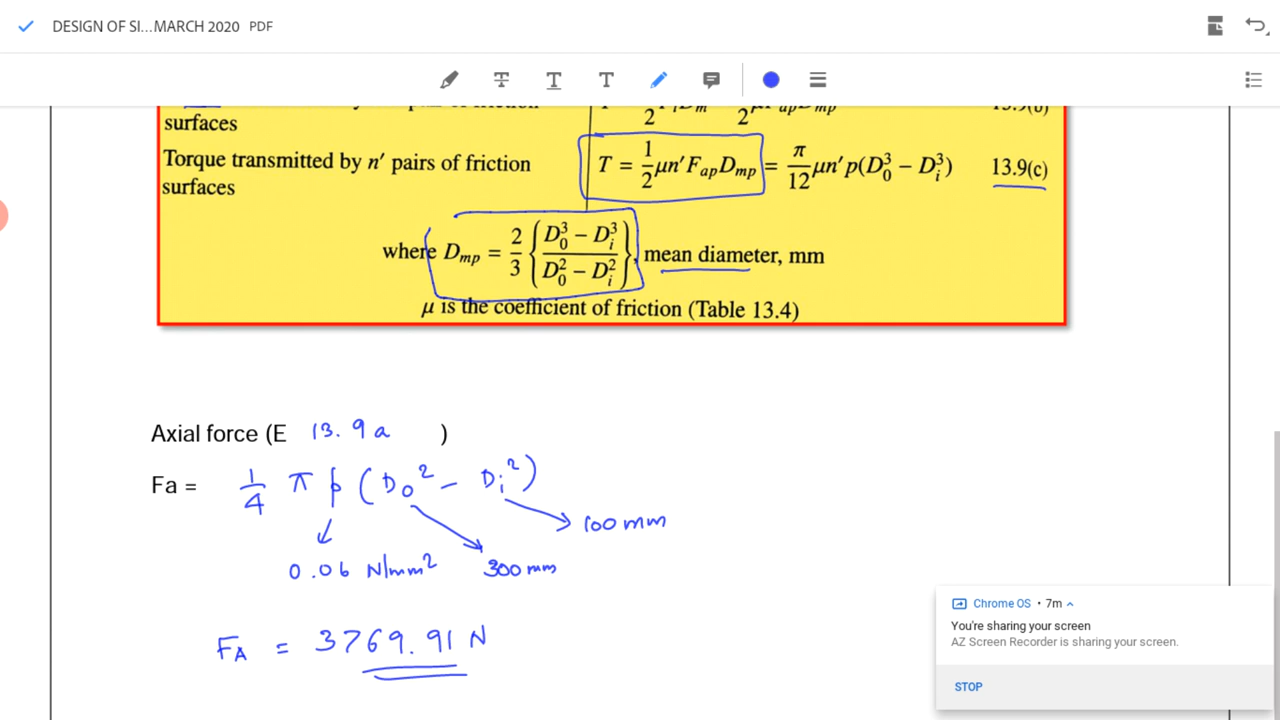 DESIGN OF SI...MARCH 2020 PDF
surfaces
Torque transmitted by n′ pairs of friction surfaces
T = 1/2 μn′F_ap D_mp = π/12 μn′p(D_0^3 − D_i^3) 13.9(c)
where D_mp = 2/3 {(D_0^3 − D_i^3)/(D_0^2 − D_i^2)}, mean diameter, mm
μ is the coefficient of friction (Table 13.4)
Axial force (E 13.9a )
Fa = 1/4 π p (D_0^2 − D_i^2)
100 mm
0.06 N/mm^2 300 mm
F_A = 3769.91 N
Chrome OS • 7m
You're sharing your screen
AZ Screen Recorder is sharing your screen.
STOP